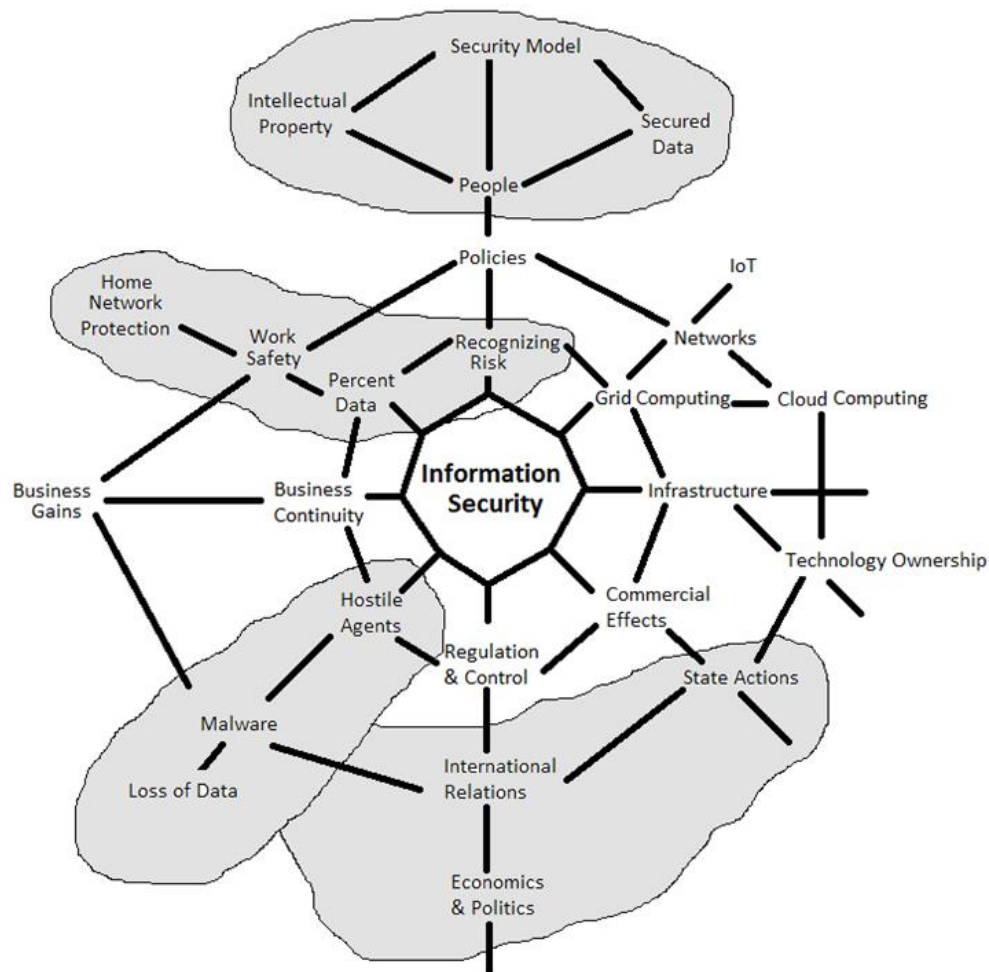 Security Model
Intellectual
Property
Secured
Data
People
Policies
IoT
Home
Network
Protection
Work
Safety
Recognizing
Risk
Networks
Percent
Data
Grid Computing
Cloud Computing
Information
Security
Business
Gains
Business
Continuity
Infrastructure
Technology Ownership
Hostile
Agents
Commercial
Effects
Regulation
& Control
State Actions
Malware
International
Relations
Loss of Data
Economics
& Politics